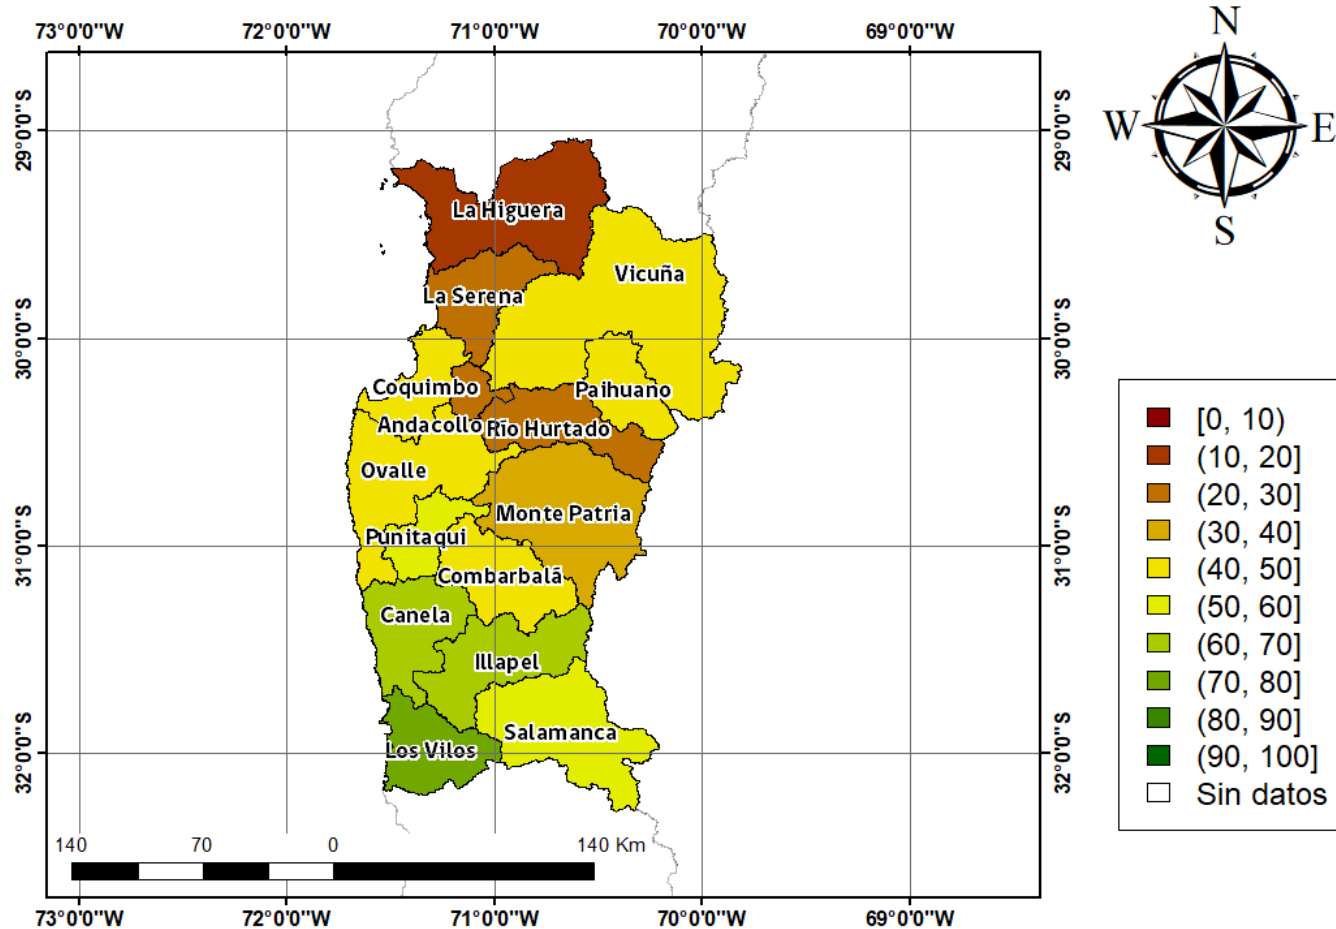 73°0'0"W 72°0'0"W 71°0'0"W 70°0'0"W 69°0'0"W
N
W E
S
29°0'0"S 29°0'0"S
La Higuera
Vicuña
La Serena
30°0'0"S 30°0'0"S
Coquimbo Paihuano
Andacollo Río Hurtado
Ovalle
Monte Patria
Punitaqui
31°0'0"S 31°0'0"S
Combarbalã
Canela
Illapel
Salamanca
Los Vilos
32°0'0"S 32°0'0"S
[0, 10)
(10, 20]
(20, 30]
(30, 40]
(40, 50]
(50, 60]
(60, 70]
(70, 80]
(80, 90]
(90, 100]
Sin datos
140 70 0 140 Km
73°0'0"W 72°0'0"W 71°0'0"W 70°0'0"W 69°0'0"W